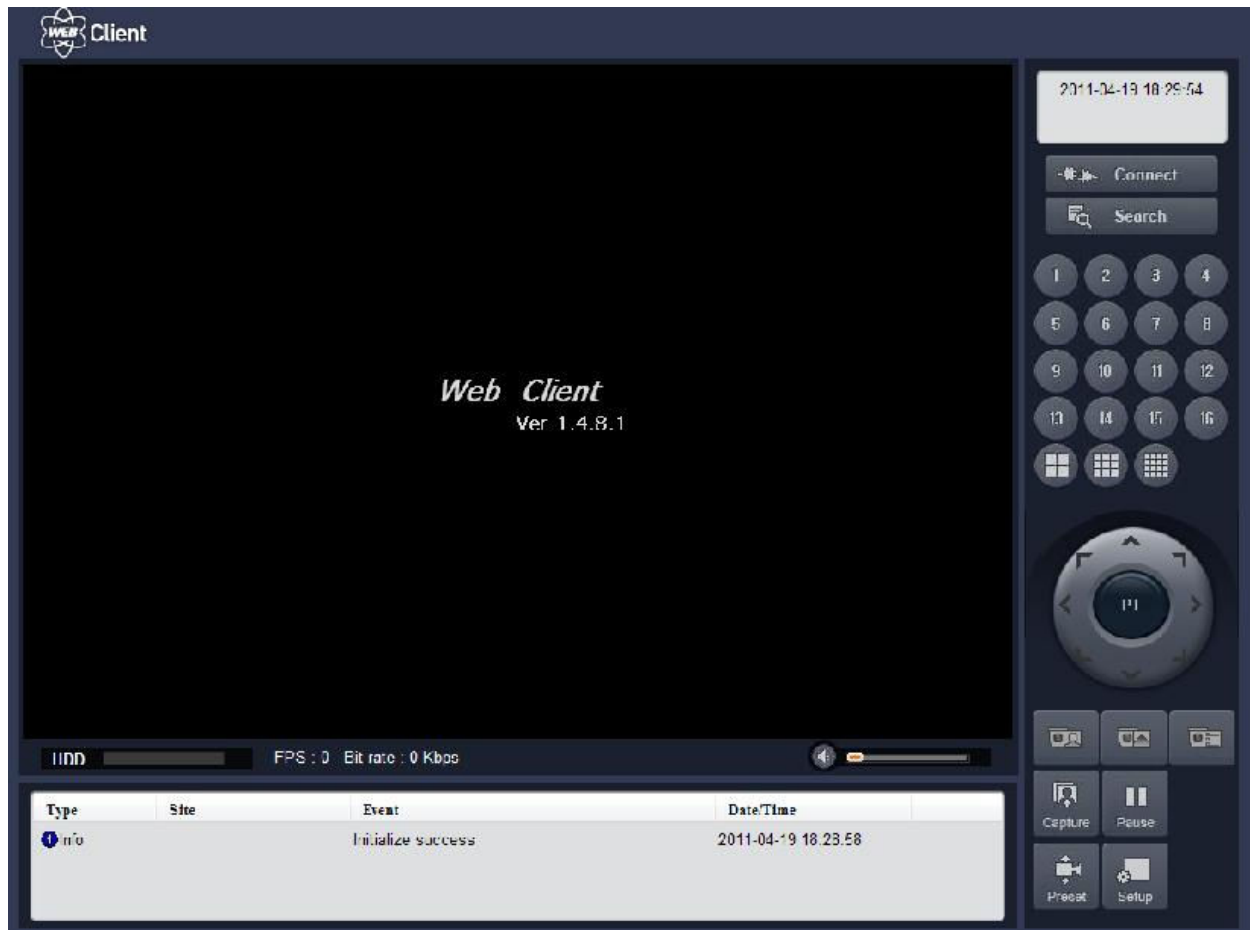 WEB Client
2011-04-19 18:29:54
Connect
Search
1 2 3 4
5 6 7 8
9 10 11 12
13 14 15 16
Web Client
Ver 1.4.8.1
HDD
FPS : 0 Bit rate : 0 Kbps
Type Site Event Date/Time
Info Initialize success 2011-04-19 18:28:58
Capture Pause
Preset Setup